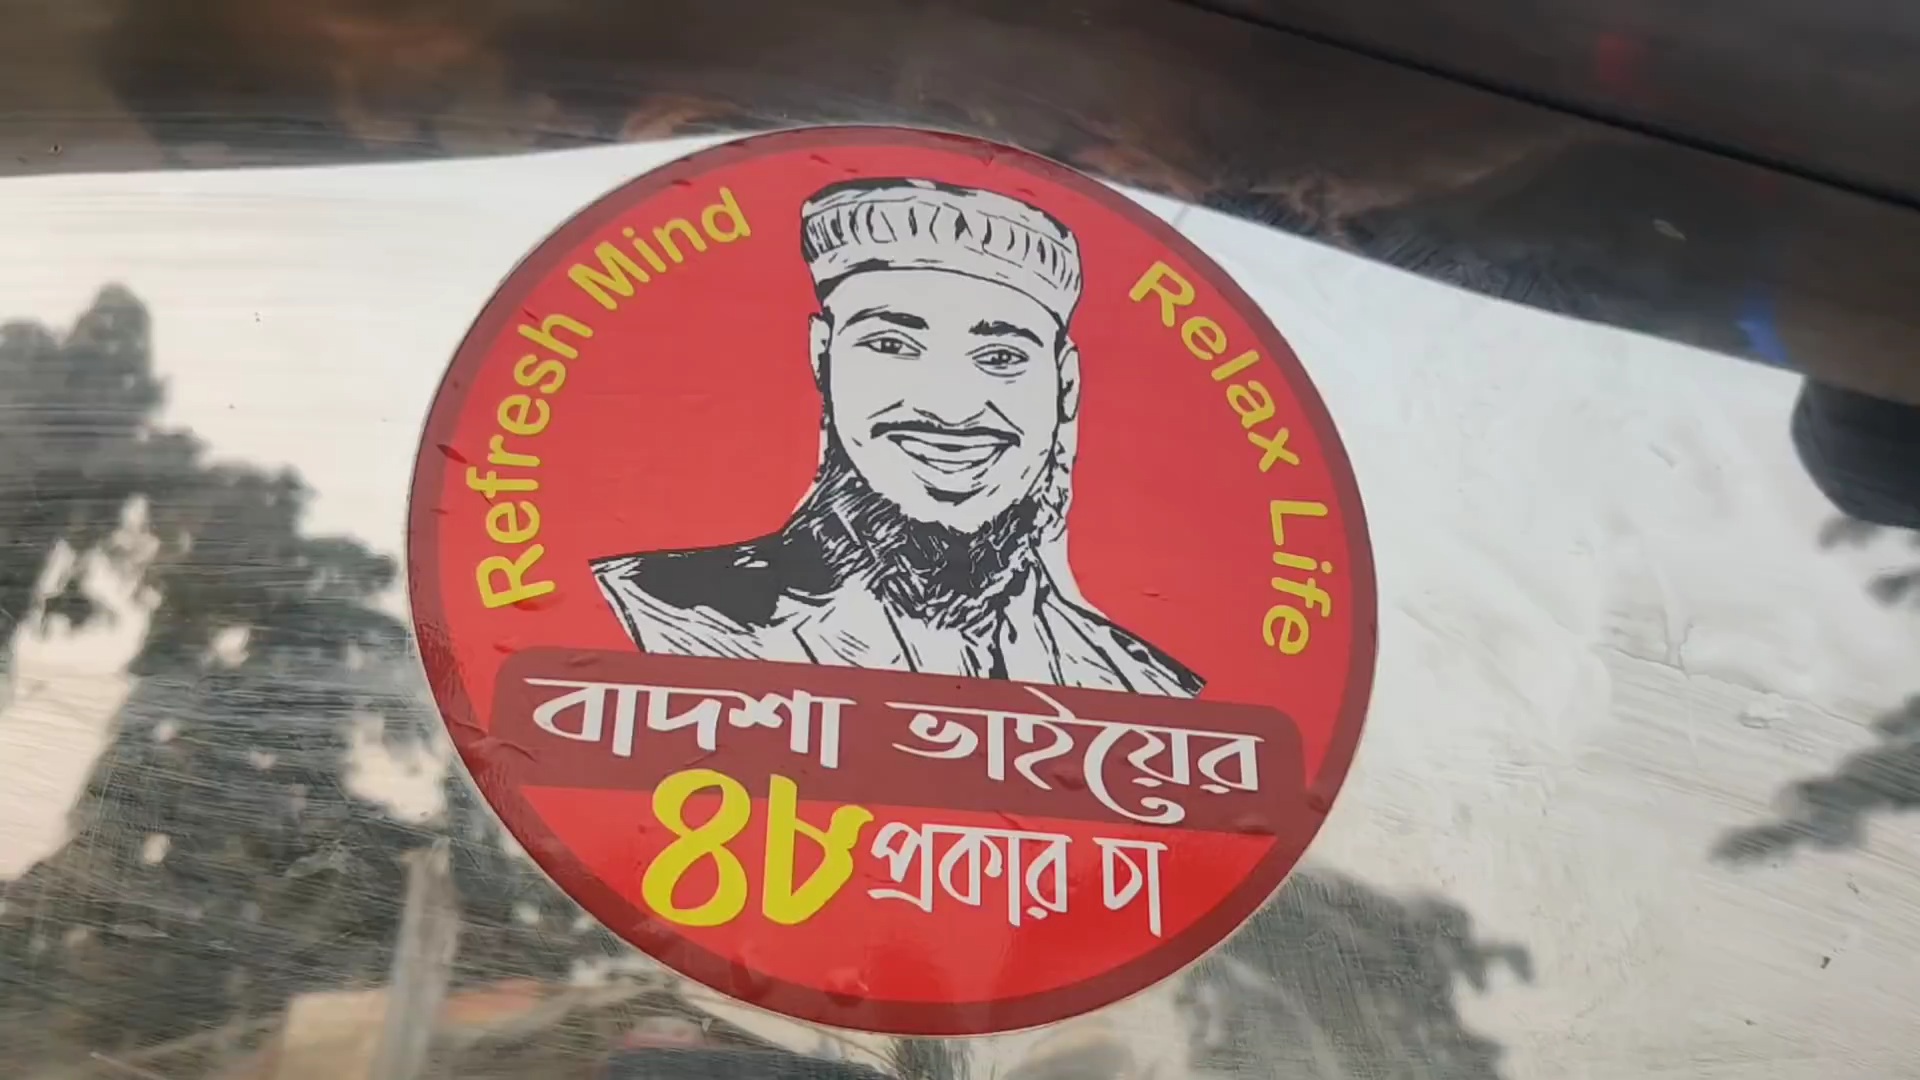 Refresh Mind
Relax Life
বাদশা ভাইয়ের
৪৮ প্রকার চা